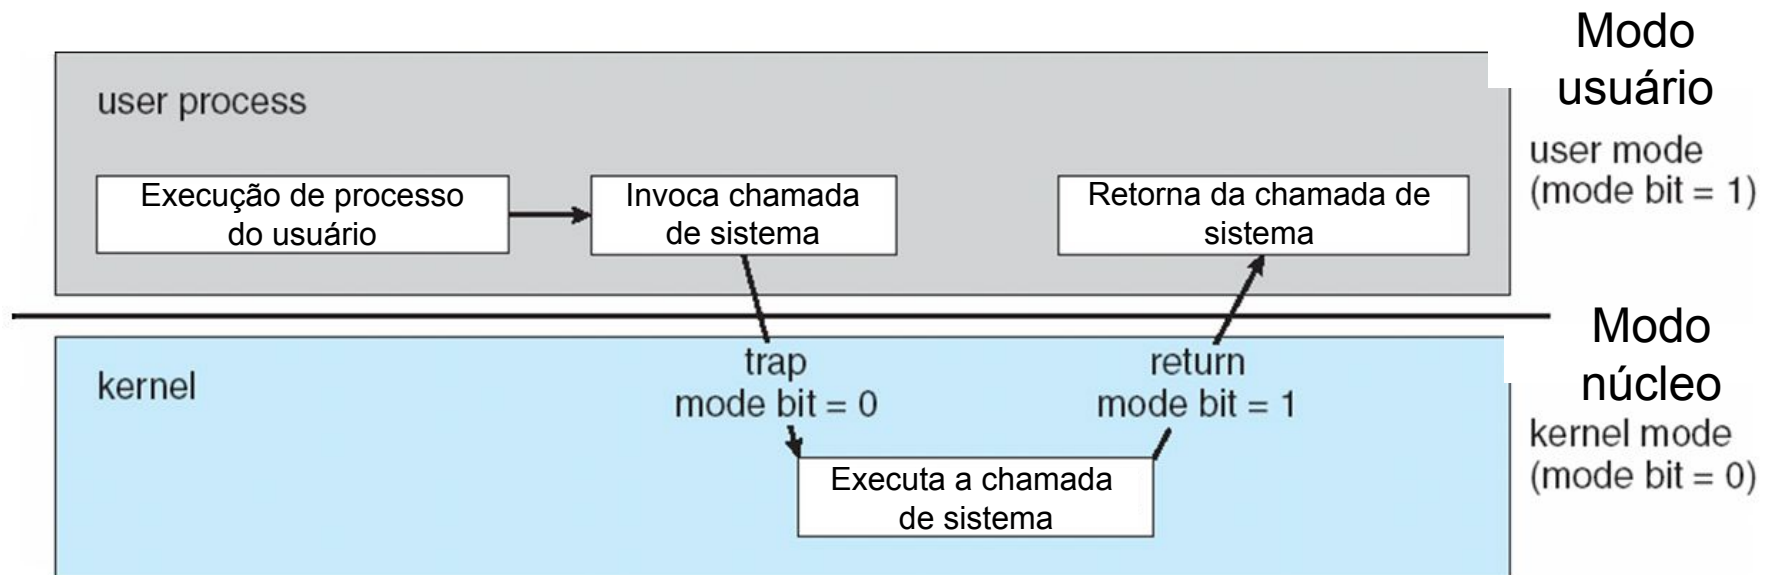 Modo
usuário
user process
user mode
(mode bit = 1)
Execução de processo
do usuário
Invoca chamada
de sistema
Retorna da chamada de
sistema
Modo
núcleo
kernel
trap
mode bit = 0
return
mode bit = 1
kernel mode
(mode bit = 0)
Executa a chamada
de sistema